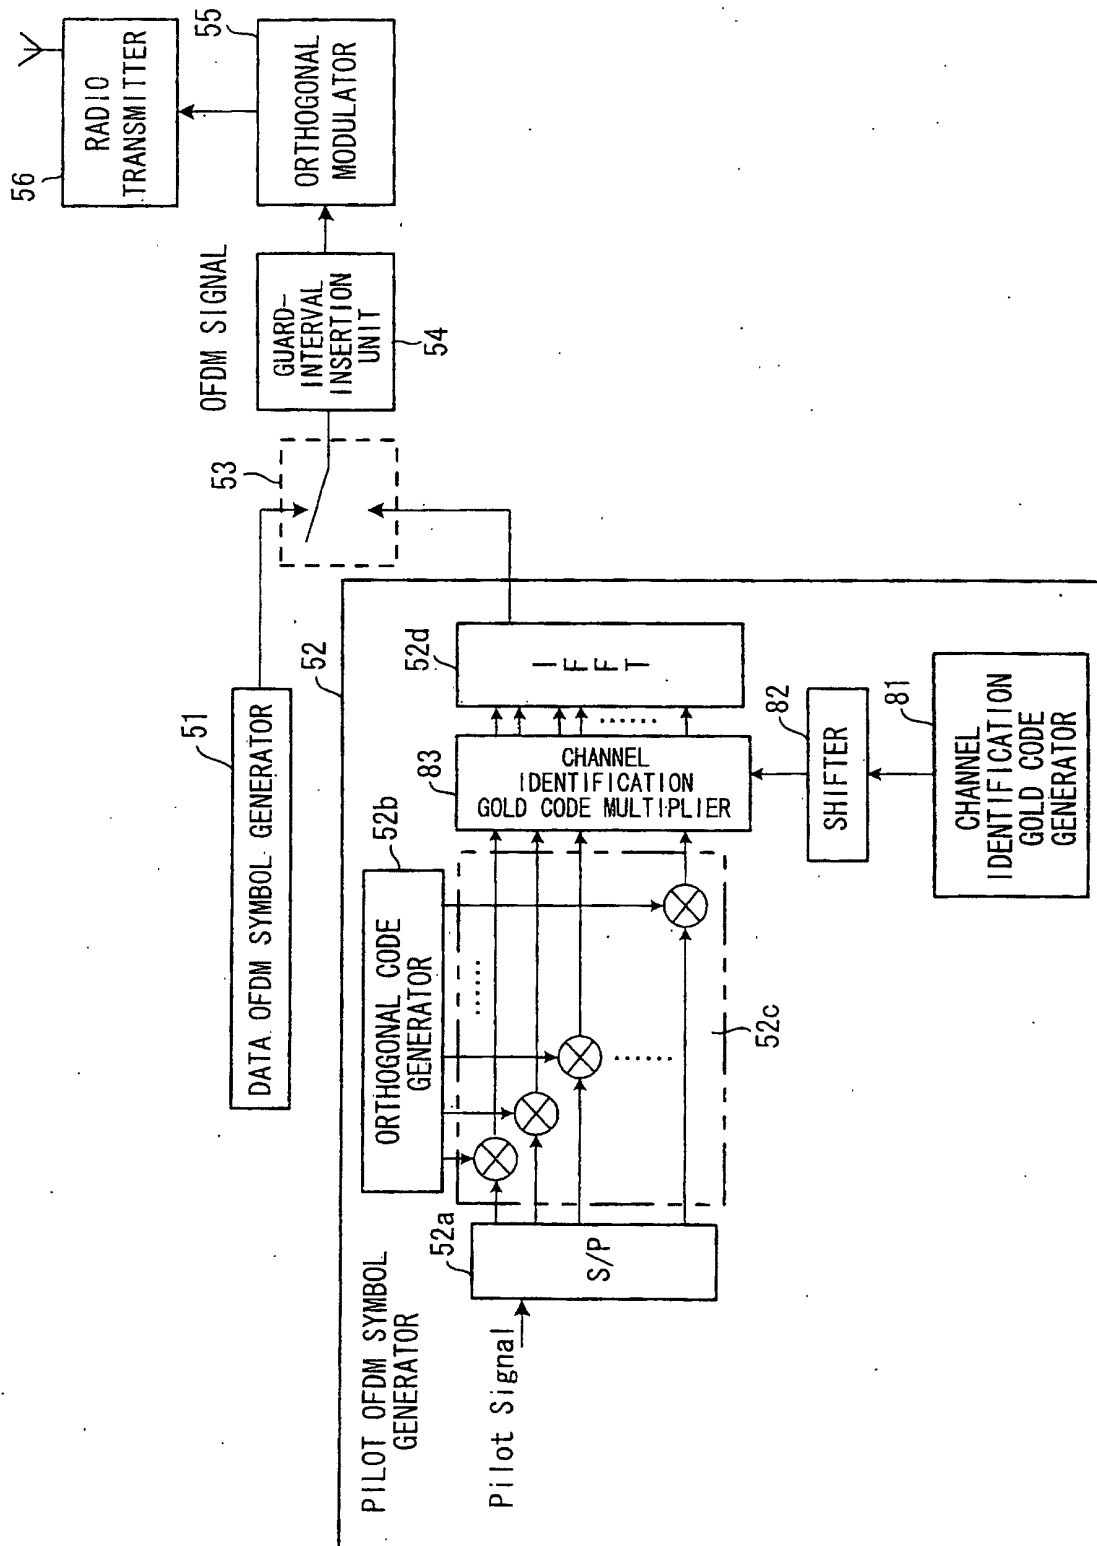 PILOT OFDM SYMBOL
GENERATOR
Pilot Signal
52a
S/P
ORTHOGONAL CODE
GENERATOR
52b
......
......
52c
83
CHANNEL
IDENTIFICATION
GOLD CODE MULTIPLIER
52d
IFFT
......
82
SHIFTER
81
CHANNEL
IDENTIFICATION
GOLD CODE
GENERATOR
52
51
DATA OFDM SYMBOL GENERATOR
53
OFDM SIGNAL
GUARD-
INTERVAL
INSERTION
UNIT
54
55
ORTHOGONAL
MODULATOR
56
RADIO
TRANSMITTER